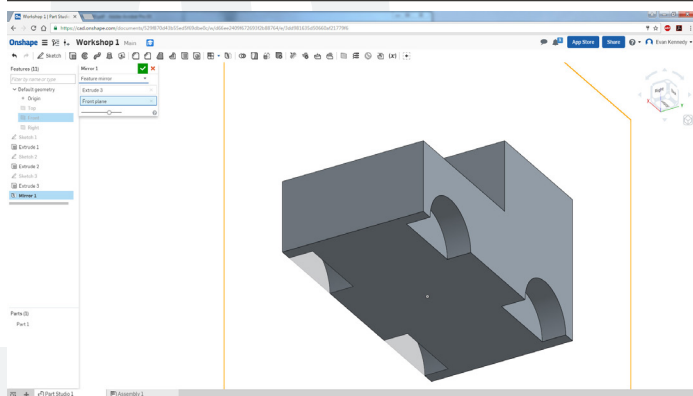 Workshop 1 | Part Studio
Onshape
Workshop 1
Main
App Store
Share
Evan Kennedy
Sketch
Features (11)
Filter by name or type
Default geometry
Origin
Top
Front
Right
Sketch 1
Extrude 1
Sketch 2
Extrude 2
Sketch 3
Extrude 3
Mirror 1
Mirror 1
Feature mirror
Extrude 3
Front plane
Right
Parts (1)
Part 1
Part Studio 1
Assembly 1